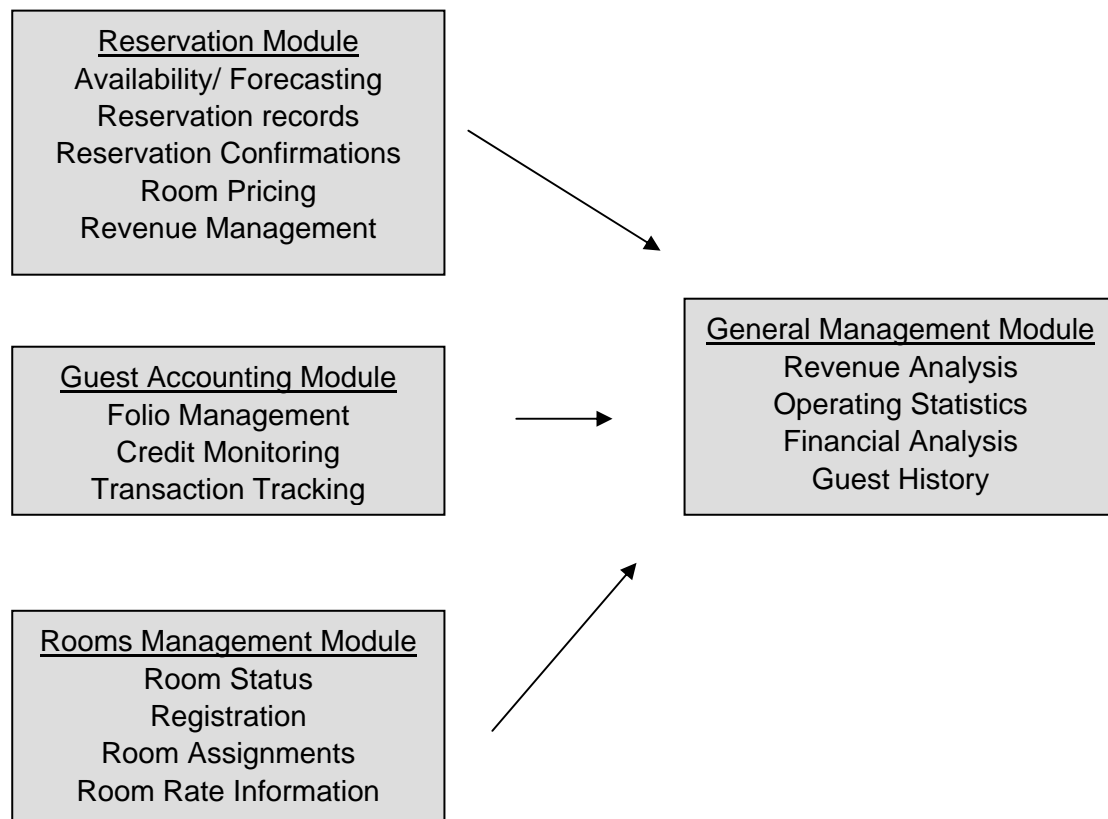 Reservation Module
Availability/ Forecasting
Reservation records
Reservation Confirmations
Room Pricing
Revenue Management
Guest Accounting Module
Folio Management
Credit Monitoring
Transaction Tracking
Rooms Management Module
Room Status
Registration
Room Assignments
Room Rate Information
General Management Module
Revenue Analysis
Operating Statistics
Financial Analysis
Guest History